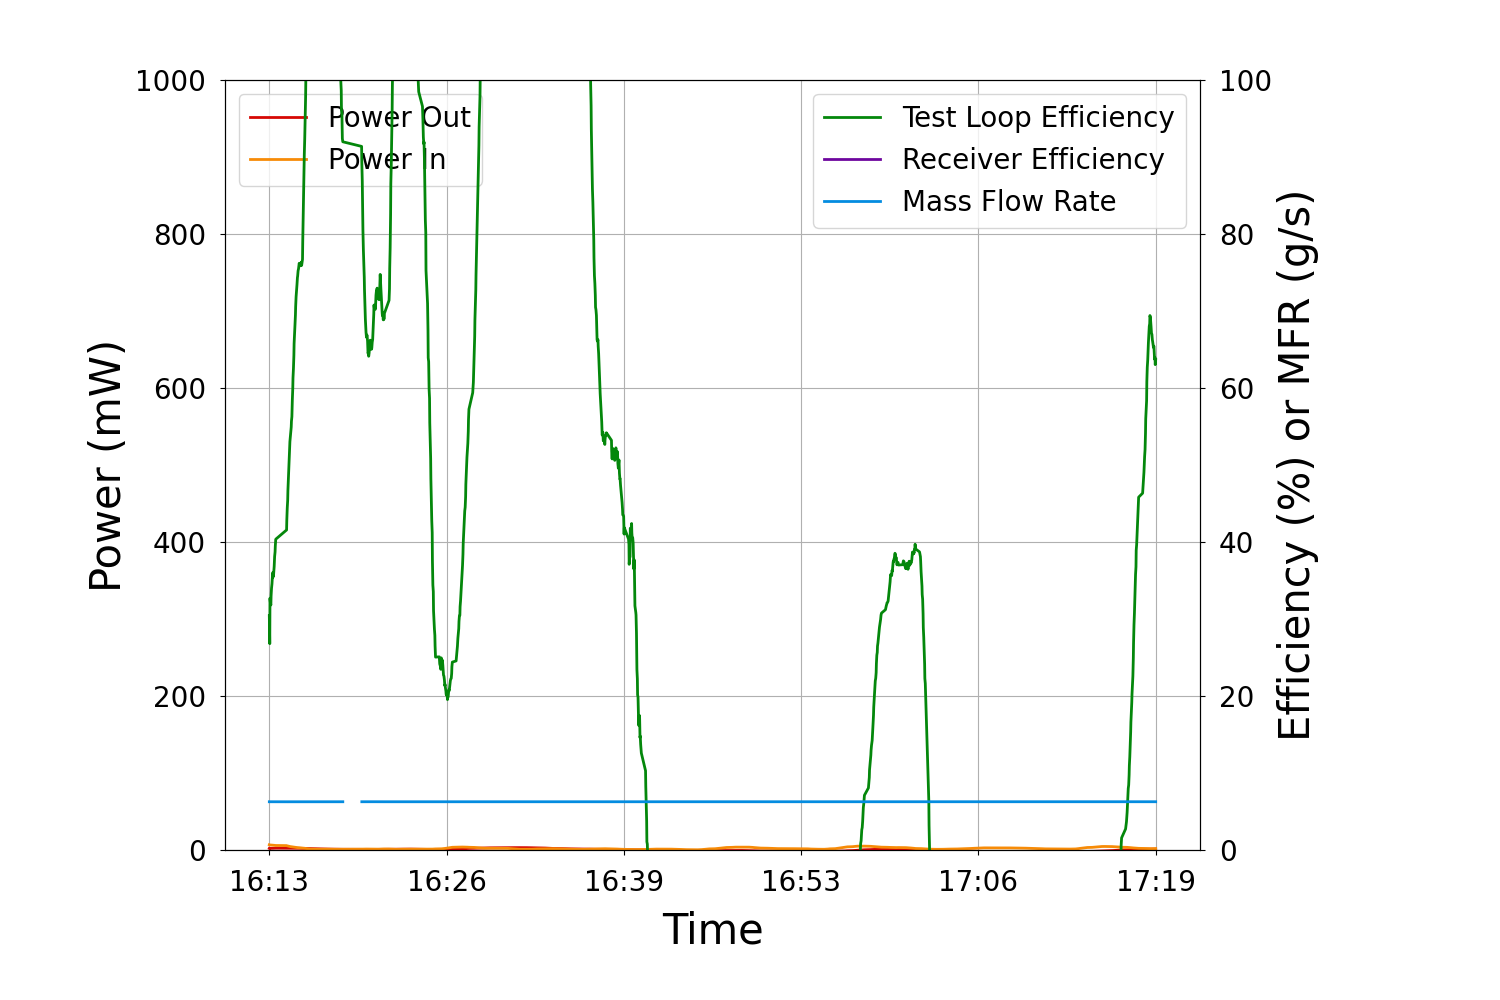 1000
800
600
400
200
0
Power (mW)
Power Out
Power In
Test Loop Efficiency
Receiver Efficiency
Mass Flow Rate
100
80
60
40
20
0
Efficiency (%) or MFR (g/s)
16:13 16:26 16:39 16:53 17:06 17:19
Time